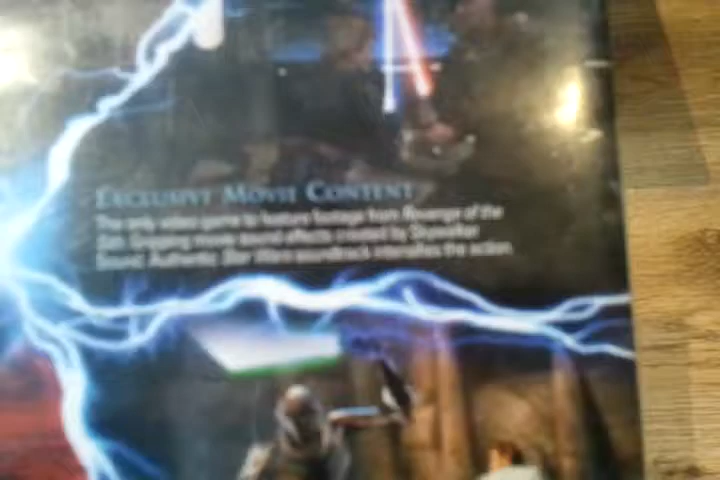 EXCLUSIVE MOVIE CONTENT
The only video game to feature footage from Revenge of the
Sith. Gripping movie sound effects created by Skywalker
Sound. Authentic Star Wars soundtrack intensifies the action.